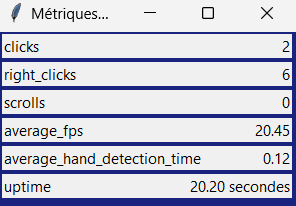 Métriques...
clicks 2
right_clicks 6
scrolls 0
average_fps 20.45
average_hand_detection_time 0.12
uptime 20.20 secondes